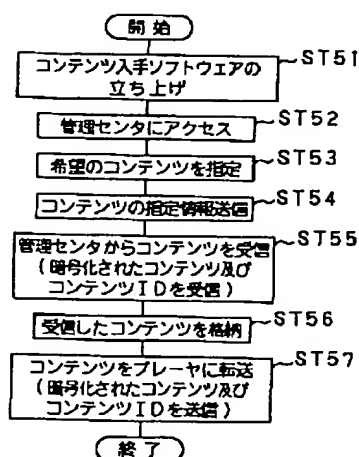 開始
コンテンツ入手ソフトウェアの
立ち上げ
ST51
管理センタにアクセス
ST52
希望のコンテンツを指定
ST53
コンテンツの指定情報送信
ST54
管理センタからコンテンツを受信
(暗号化されたコンテンツ及び
コンテンツIDを受信)
ST55
受信したコンテンツを格納
ST56
コンテンツをプレーヤに転送
(暗号化されたコンテンツ及び
コンテンツIDを送信)
ST57
終了